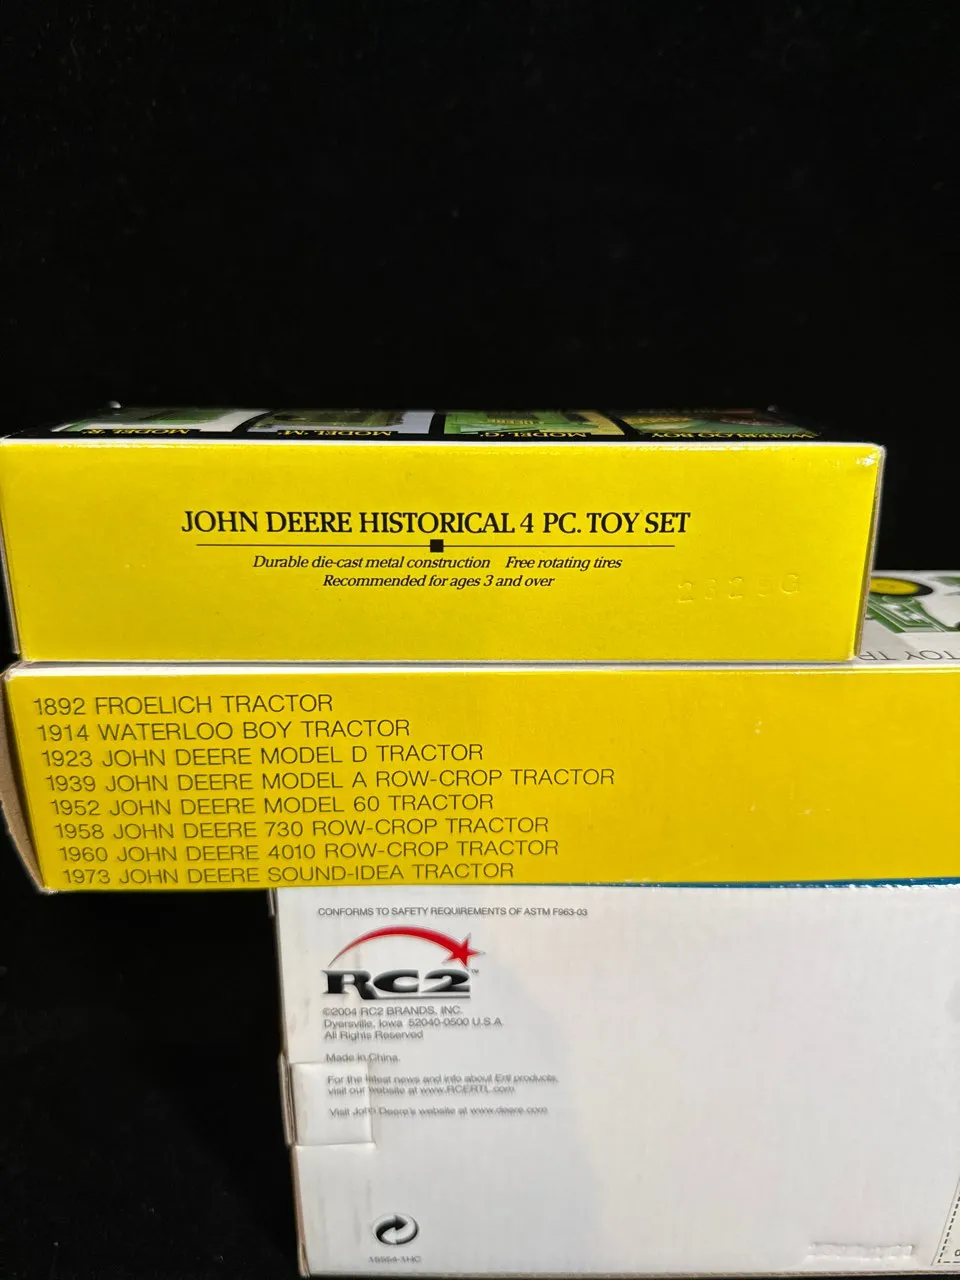 MODEL 'R'
MODEL 'M'
MODEL 'G'
WATERLOO BOY
JOHN DEERE HISTORICAL 4 PC. TOY SET
Durable die-cast metal construction Free rotating tires
Recommended for ages 3 and over
TOY
1892 FROELICH TRACTOR
1914 WATERLOO BOY TRACTOR
1923 JOHN DEERE MODEL D TRACTOR
1939 JOHN DEERE MODEL A ROW-CROP TRACTOR
1952 JOHN DEERE MODEL 60 TRACTOR
1958 JOHN DEERE 730 ROW-CROP TRACTOR
1960 JOHN DEERE 4010 ROW-CROP TRACTOR
1973 JOHN DEERE SOUND-IDEA TRACTOR
CONFORMS TO SAFETY REQUIREMENTS OF ASTM F963-03
RC2™
©2004 RC2 BRANDS, INC.
Dyersville, Iowa 52040-0500 U.S.A
All Rights Reserved
Made in China.
For the latest news and info about Ertl products,
visit our website at www.RCERTL.com
Visit John Deere's website at www.deere.com